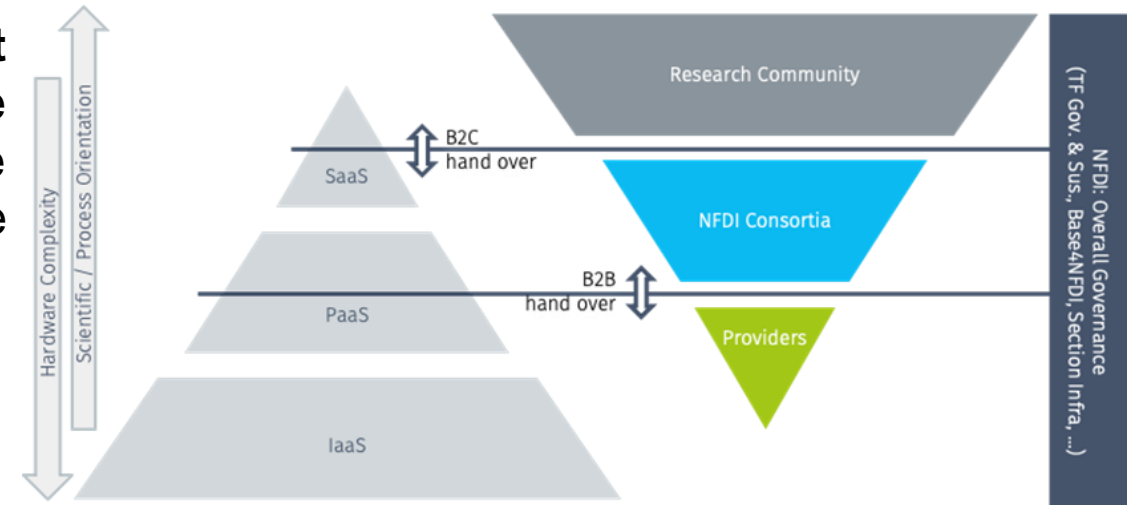 t
e
e
e
Hardware Complexity
Scientific / Process Orientation
SaaS
PaaS
IaaS
B2C
hand over
B2B
hand over
Research Community
NFDI Consortia
Providers
NFDI: Overall Governance
(TF Gov. & Sus., Base4NFDI, Section Infra, ...)